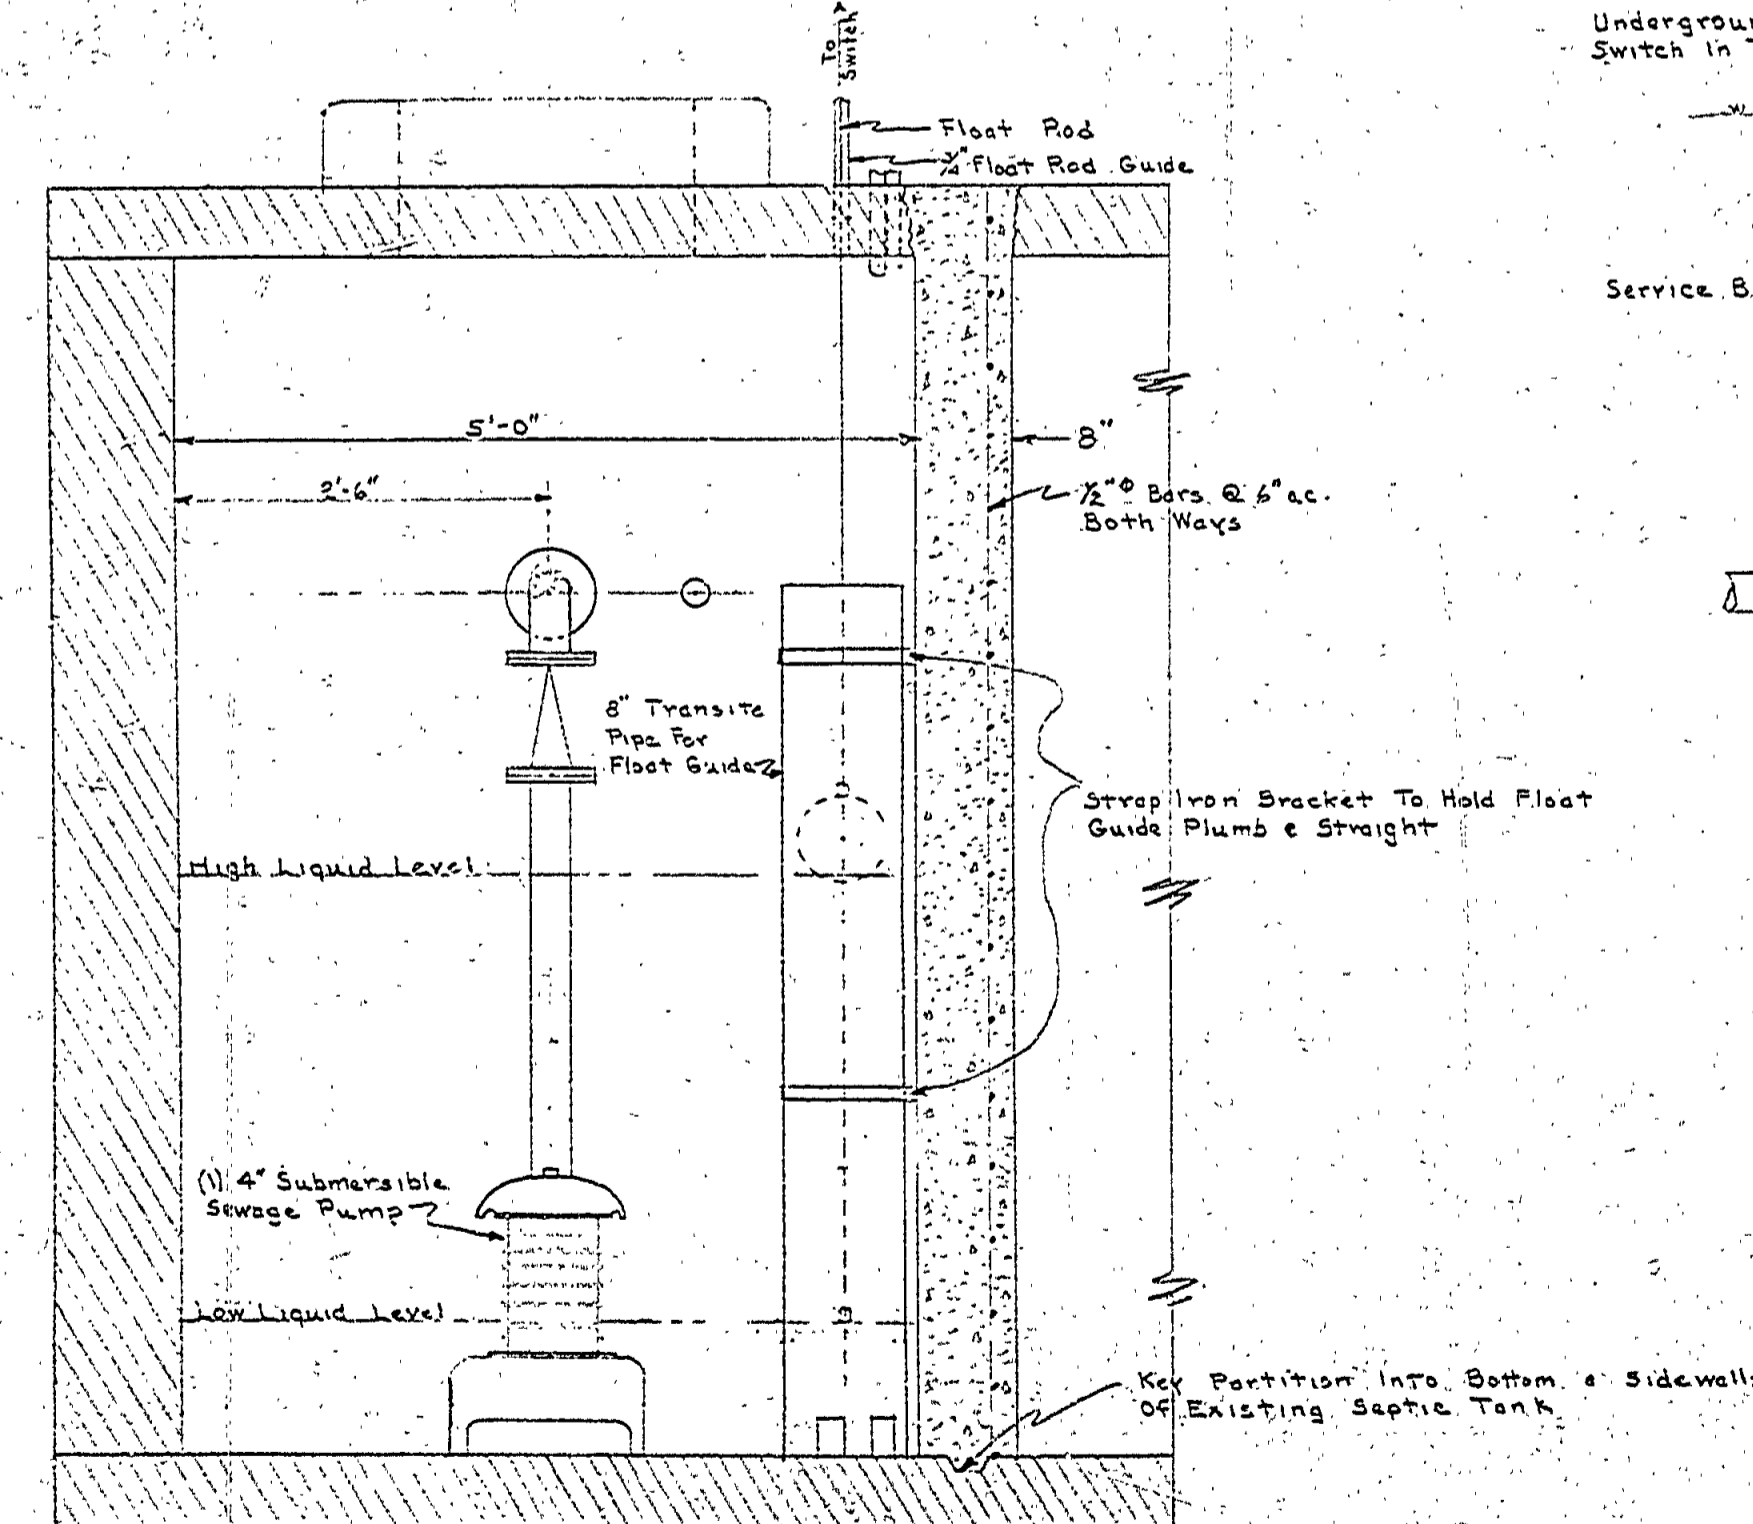 To
Switch
Undergroun
Switch in T
Float Rod
¾" Float Rod Guide
Service B
5'-0"
8"
2'-6"
½"ᶲ Bars @ 6" o.c.
Both Ways
8" Transite
Pipe For
Float Guide
Strap Iron Bracket To Hold Float
Guide Plumb & Straight
High Liquid Level
(1) 4" Submersible
Sewage Pump
Low Liquid Level
Key Partition Into Bottom & Sidewalls
Of Existing Septic Tank